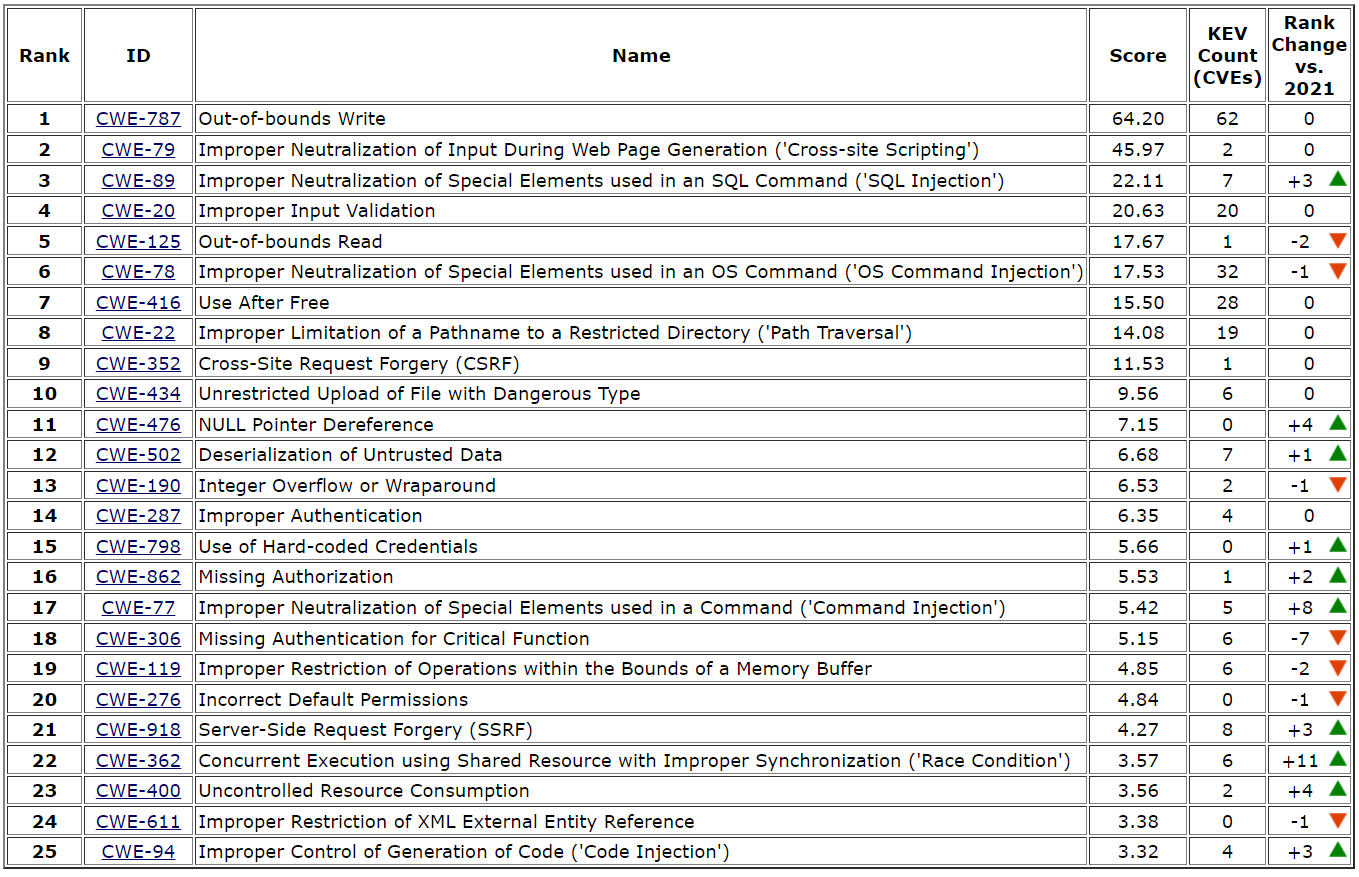 Rank ID Name Score KEV Count (CVEs) Rank Change vs. 2021
1 CWE-787 Out-of-bounds Write 64.20 62 0
2 CWE-79 Improper Neutralization of Input During Web Page Generation ('Cross-site Scripting') 45.97 2 0
3 CWE-89 Improper Neutralization of Special Elements used in an SQL Command ('SQL Injection') 22.11 7 +3 ▲
4 CWE-20 Improper Input Validation 20.63 20 0
5 CWE-125 Out-of-bounds Read 17.67 1 -2 ▼
6 CWE-78 Improper Neutralization of Special Elements used in an OS Command ('OS Command Injection') 17.53 32 -1 ▼
7 CWE-416 Use After Free 15.50 28 0
8 CWE-22 Improper Limitation of a Pathname to a Restricted Directory ('Path Traversal') 14.08 19 0
9 CWE-352 Cross-Site Request Forgery (CSRF) 11.53 1 0
10 CWE-434 Unrestricted Upload of File with Dangerous Type 9.56 6 0
11 CWE-476 NULL Pointer Dereference 7.15 0 +4 ▲
12 CWE-502 Deserialization of Untrusted Data 6.68 7 +1 ▲
13 CWE-190 Integer Overflow or Wraparound 6.53 2 -1 ▼
14 CWE-287 Improper Authentication 6.35 4 0
15 CWE-798 Use of Hard-coded Credentials 5.66 0 +1 ▲
16 CWE-862 Missing Authorization 5.53 1 +2 ▲
17 CWE-77 Improper Neutralization of Special Elements used in a Command ('Command Injection') 5.42 5 +8 ▲
18 CWE-306 Missing Authentication for Critical Function 5.15 6 -7 ▼
19 CWE-119 Improper Restriction of Operations within the Bounds of a Memory Buffer 4.85 6 -2 ▼
20 CWE-276 Incorrect Default Permissions 4.84 0 -1 ▼
21 CWE-918 Server-Side Request Forgery (SSRF) 4.27 8 +3 ▲
22 CWE-362 Concurrent Execution using Shared Resource with Improper Synchronization ('Race Condition') 3.57 6 +11 ▲
23 CWE-400 Uncontrolled Resource Consumption 3.56 2 +4 ▲
24 CWE-611 Improper Restriction of XML External Entity Reference 3.38 0 -1 ▼
25 CWE-94 Improper Control of Generation of Code ('Code Injection') 3.32 4 +3 ▲